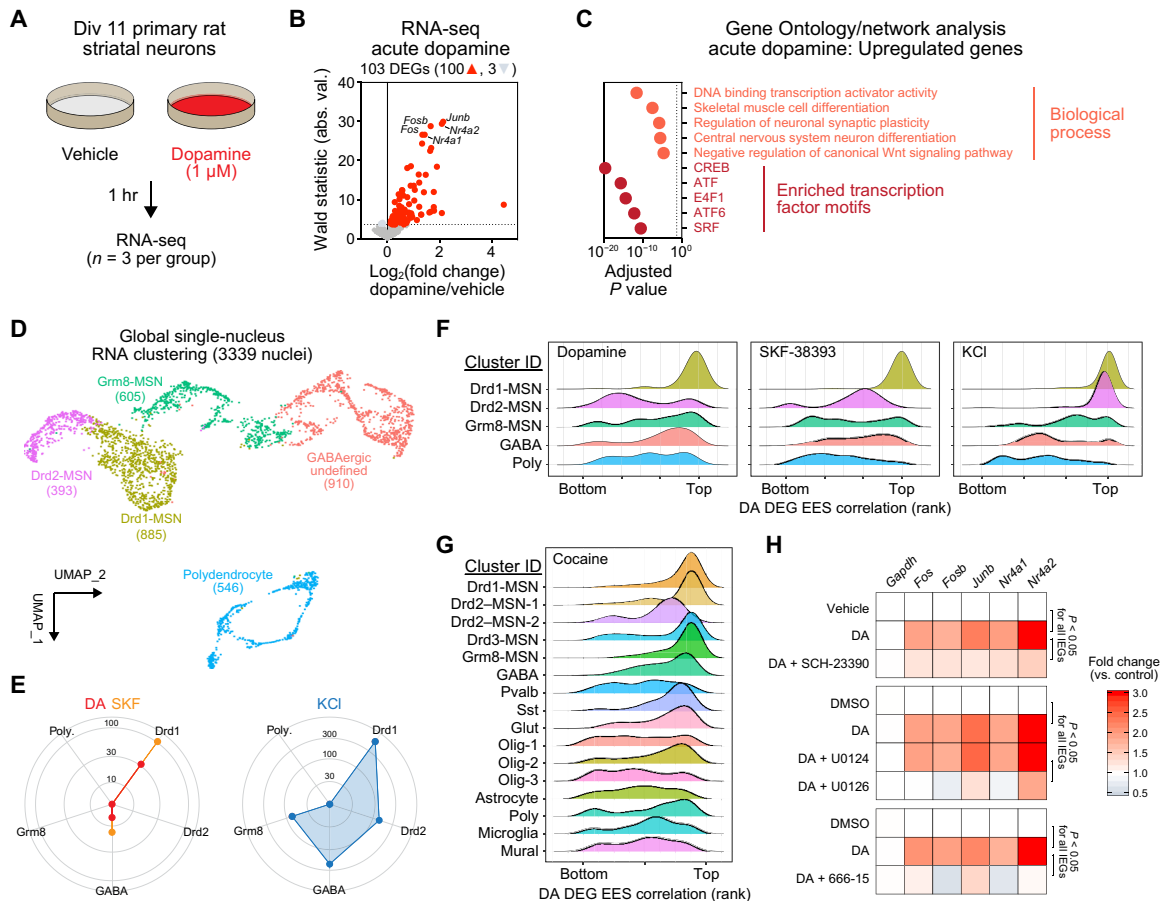 A
Div 11 primary rat
striatal neurons
Vehicle
Dopamine
(1 µM)
1 hr
RNA-seq
(n = 3 per group)
B
RNA-seq
acute dopamine
103 DEGs (100▲, 3▼)
Wald statistic (abs. val.)
40
30
20
10
0
Fosb
Junb
Fos
Nr4a2
Nr4a1
0
2
4
Log2(fold change)
dopamine/vehicle
C
Gene Ontology/network analysis
acute dopamine: Upregulated genes
DNA binding transcription activator activity
Skeletal muscle cell differentiation
Regulation of neuronal synaptic plasticity
Central nervous system neuron differentiation
Negative regulation of canonical Wnt signaling pathway
Biological
process
CREB
ATF
E4F1
ATF6
SRF
Enriched transcription
factor motifs
10−20
10−10
100
Adjusted
P value
D
Global single-nucleus
RNA clustering (3339 nuclei)
Grm8-MSN
(605)
Drd2-MSN
(393)
Drd1-MSN
(885)
GABAergic
undefined
(910)
Polydendrocyte
(546)
UMAP_2
UMAP_1
E
DA SKF
Poly.
100
Drd1
30
10
Grm8
Drd2
GABA
KCl
Poly.
300
Drd1
100
30
Grm8
Drd2
GABA
F
Cluster ID
Drd1-MSN
Drd2-MSN
Grm8-MSN
GABA
Poly
Dopamine
SKF-38393
KCl
Bottom
Top
Bottom
Top
Bottom
Top
DA DEG EES correlation (rank)
G
Cluster ID
Cocaine
Drd1-MSN
Drd2–MSN-1
Drd2–MSN-2
Drd3-MSN
Grm8-MSN
GABA
Pvalb
Sst
Glut
Olig-1
Olig-2
Olig-3
Astrocyte
Poly
Microglia
Mural
Bottom
Top
DA DEG EES correlation (rank)
H
Gapdh
Fos
Fosb
Junb
Nr4a1
Nr4a2
Vehicle
DA
DA + SCH-23390
P < 0.05
for all IEGs
DMSO
DA
DA + U0124
DA + U0126
P < 0.05
for all IEGs
DMSO
DA
DA + 666-15
P < 0.05
for all IEGs
Fold change
(vs. control)
3.0
2.5
2.0
1.5
1.0
0.5